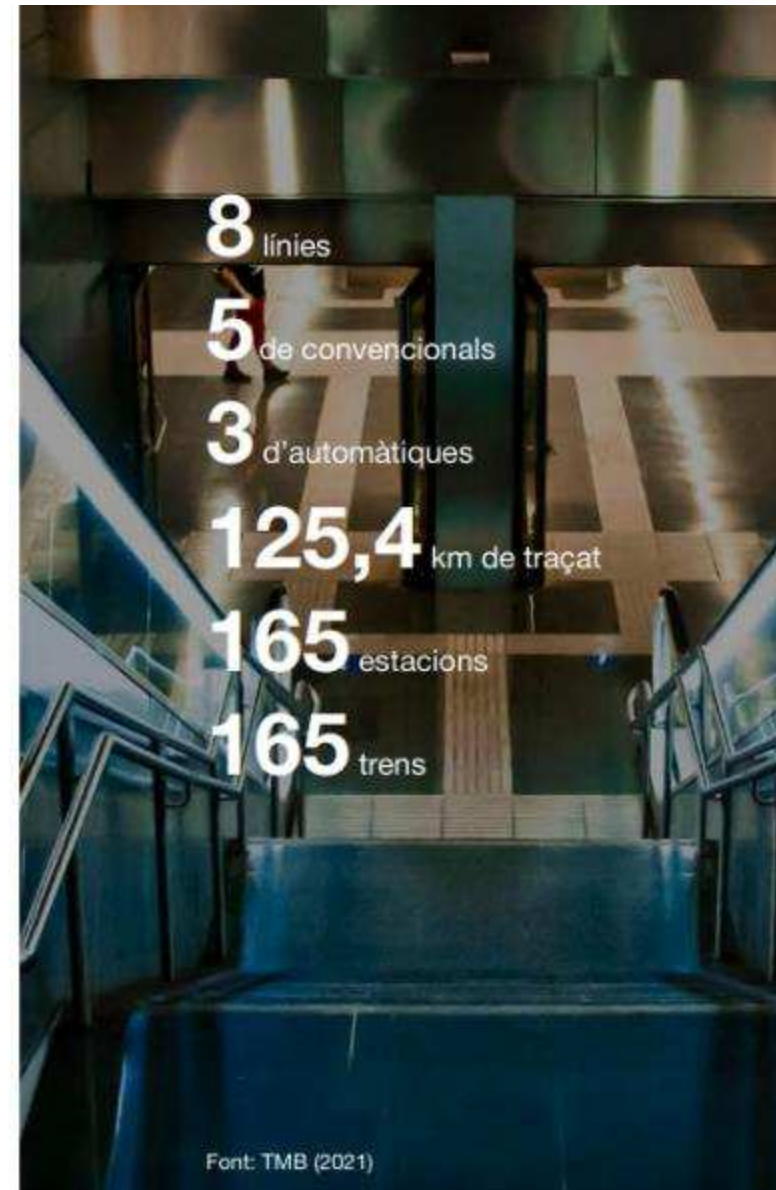 8 línies
5 de convencionals
3 d'automàtiques
125,4 km de traçat
165 estacions
165 trens
Font: TMB (2021)